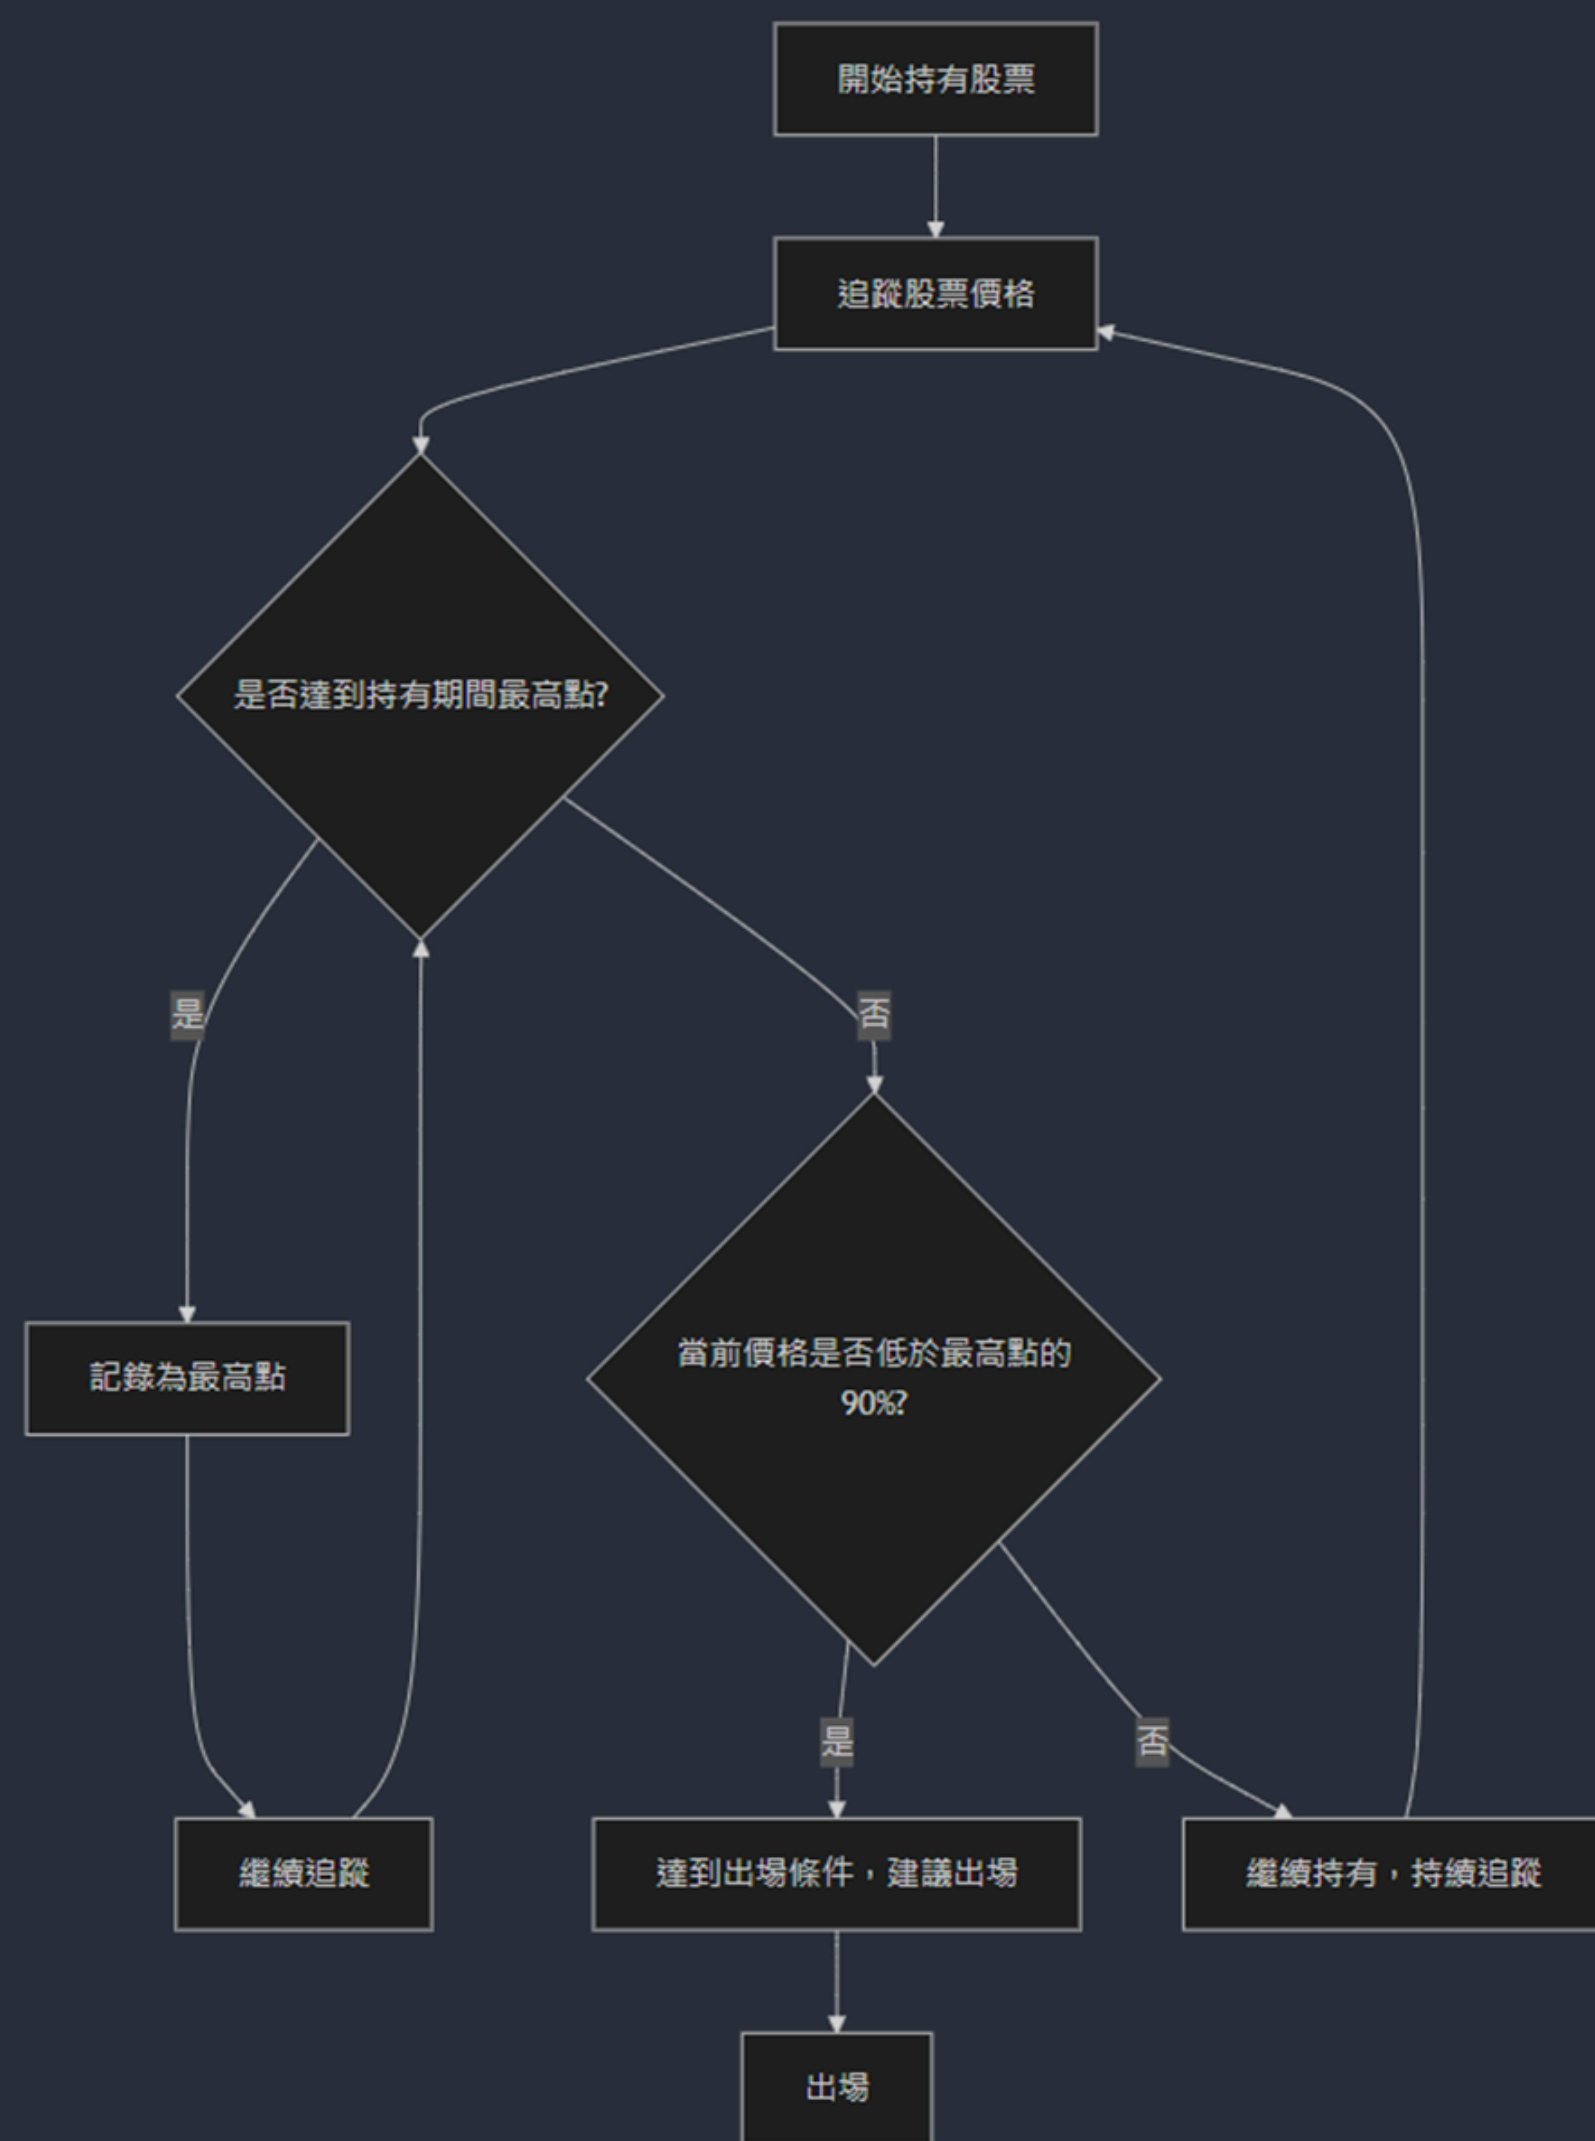 開始持有股票
追蹤股票價格
是否達到持有期間最高點?
是
否
記錄為最高點
當前價格是否低於最高點的
90%?
是
否
繼續追蹤
達到出場條件，建議出場
繼續持有，持續追蹤
出場